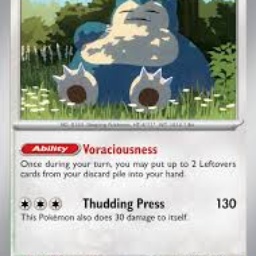 Ability Voraciousness
Once during your turn, you may put up to 2 Leftovers
cards from your discard pile into your hand.
Thudding Press 130
This Pokémon also does 30 damage to itself.